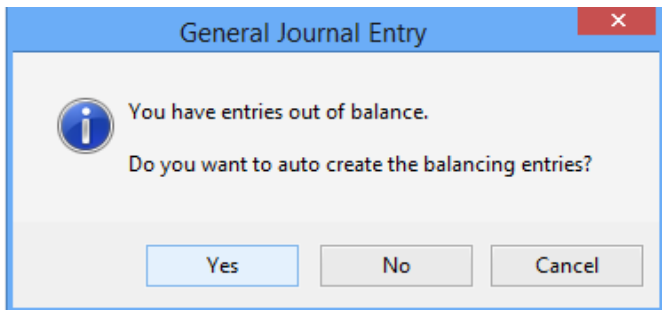 General Journal Entry
You have entries out of balance.
Do you want to auto create the balancing entries?
Yes No Cancel